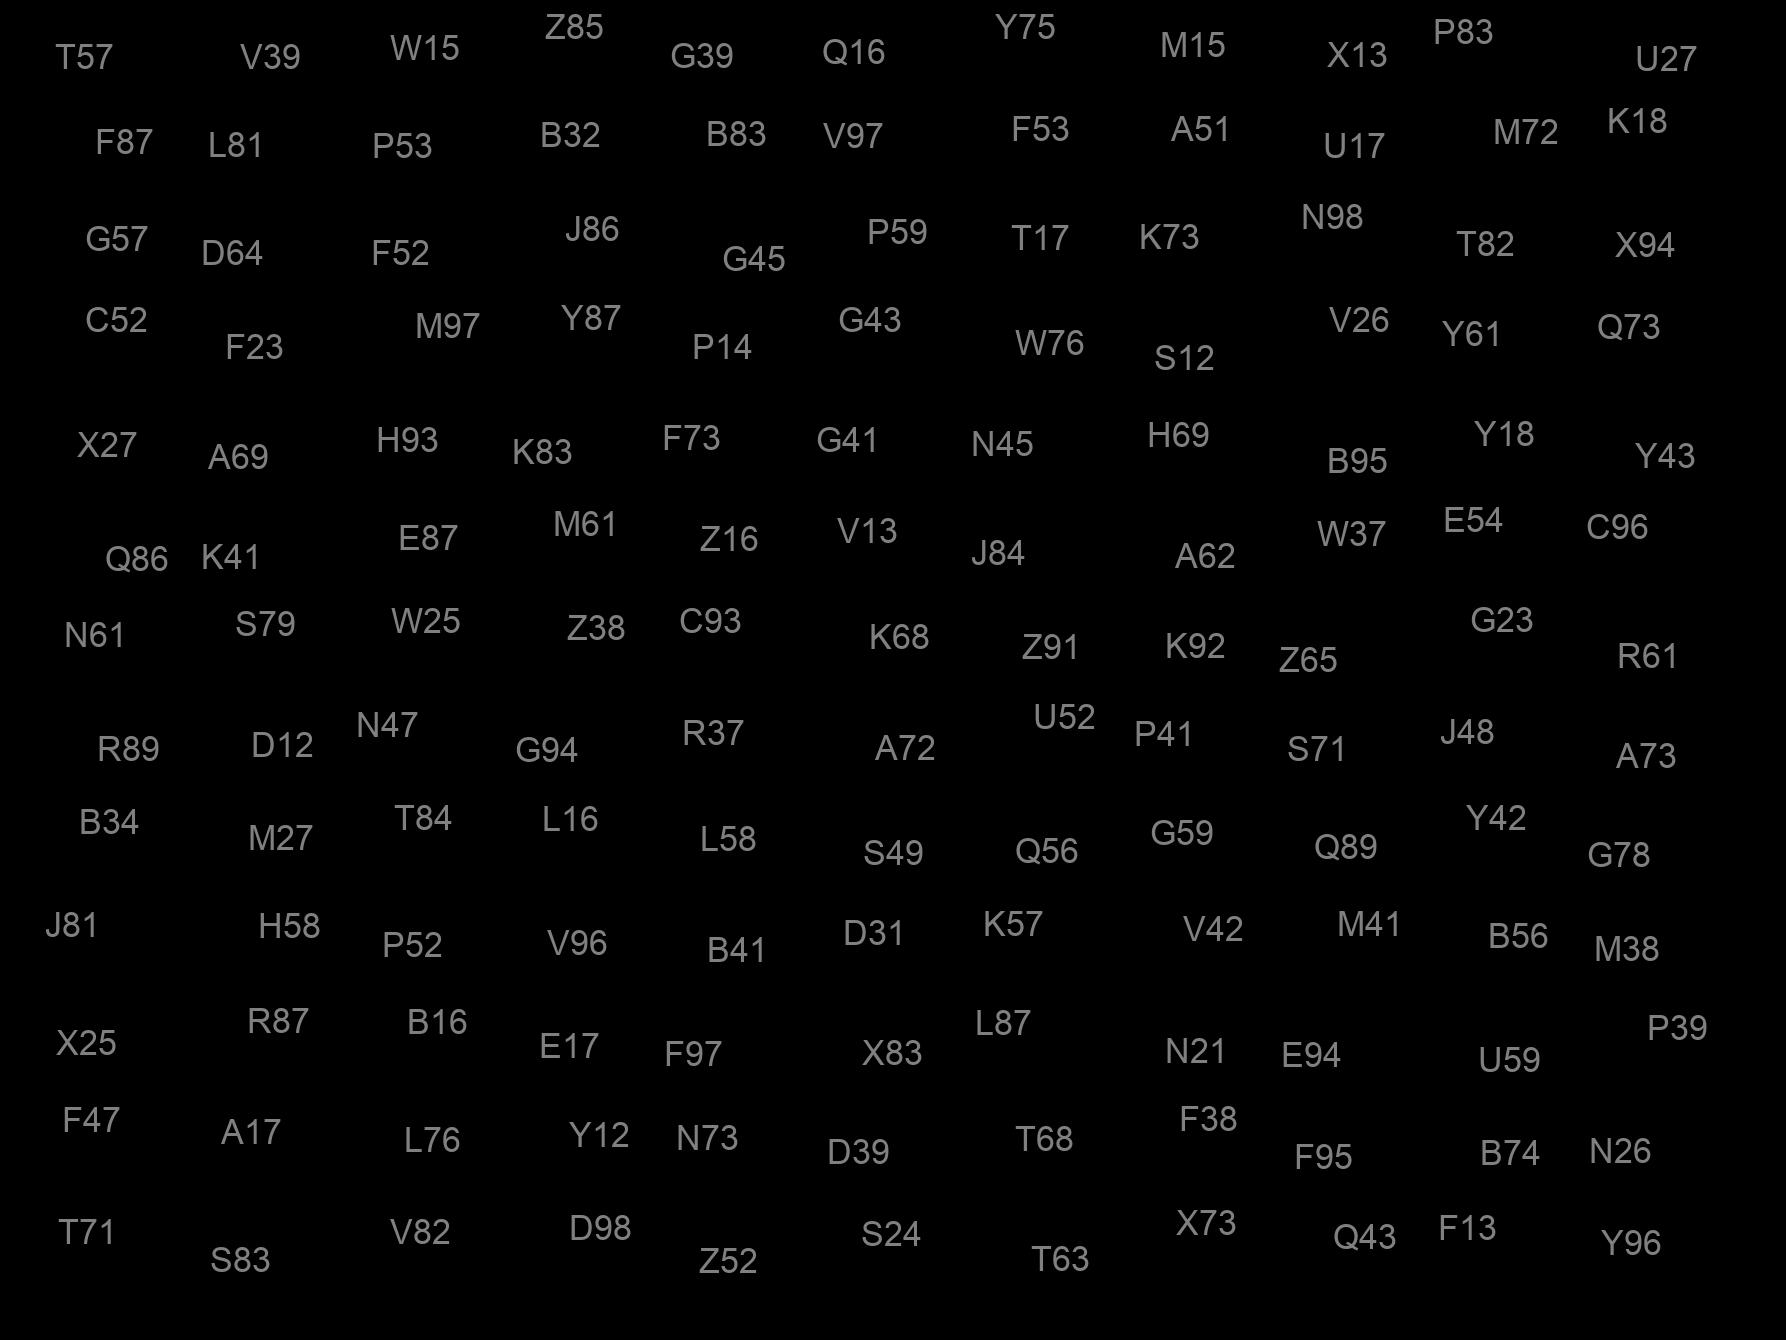 T57 V39 W15 Z85 G39 Q16 Y75 M15 X13 P83 U27
F87 L81 P53 B32 B83 V97 F53 A51 U17 M72 K18
G57 D64 F52 J86 G45 P59 T17 K73 N98 T82 X94
C52 F23 M97 Y87 P14 G43 W76 S12 V26 Y61 Q73
X27 A69 H93 K83 F73 G41 N45 H69 B95 Y18 Y43
Q86 K41 E87 M61 Z16 V13 J84 A62 W37 E54 C96
N61 S79 W25 Z38 C93 K68 Z91 K92 Z65 G23 R61
R89 D12 N47 G94 R37 A72 U52 P41 S71 J48 A73
B34 M27 T84 L16 L58 S49 Q56 G59 Q89 Y42 G78
J81 H58 P52 V96 B41 D31 K57 V42 M41 B56 M38
X25 R87 B16 E17 F97 X83 L87 N21 E94 U59 P39
F47 A17 L76 Y12 N73 D39 T68 F38 F95 B74 N26
T71 S83 V82 D98 Z52 S24 T63 X73 Q43 F13 Y96